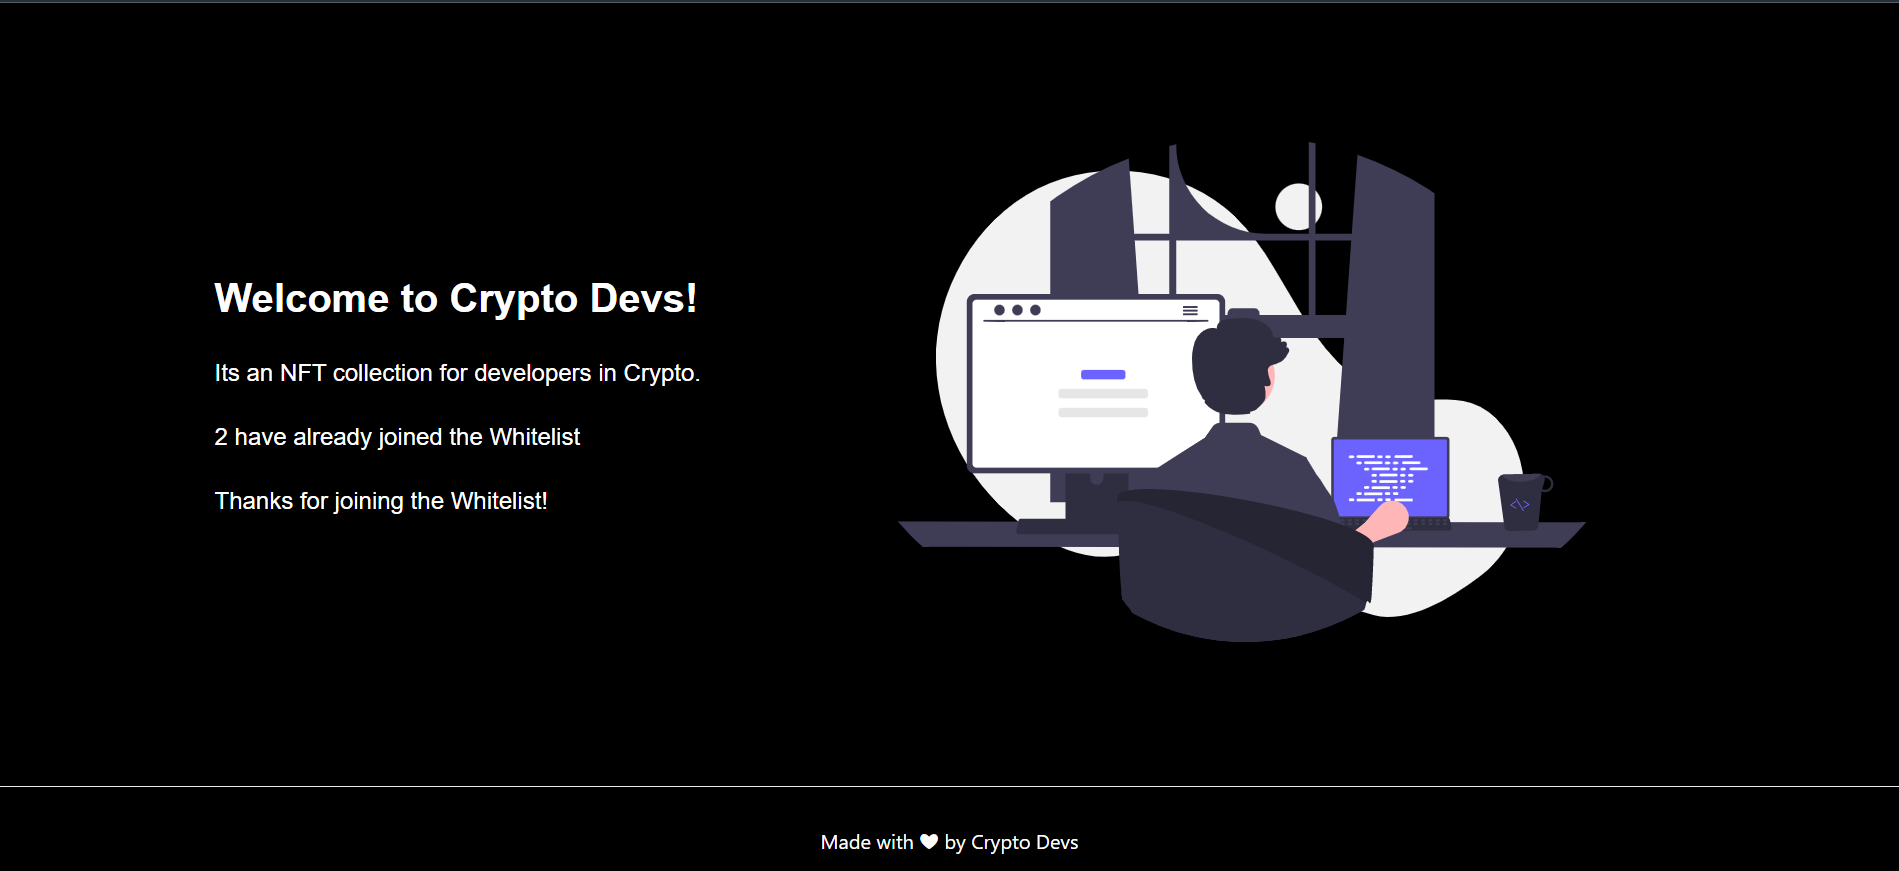 Welcome to Crypto Devs!
Its an NFT collection for developers in Crypto.
2 have already joined the Whitelist
Thanks for joining the Whitelist!
</>
Made with ♥ by Crypto Devs